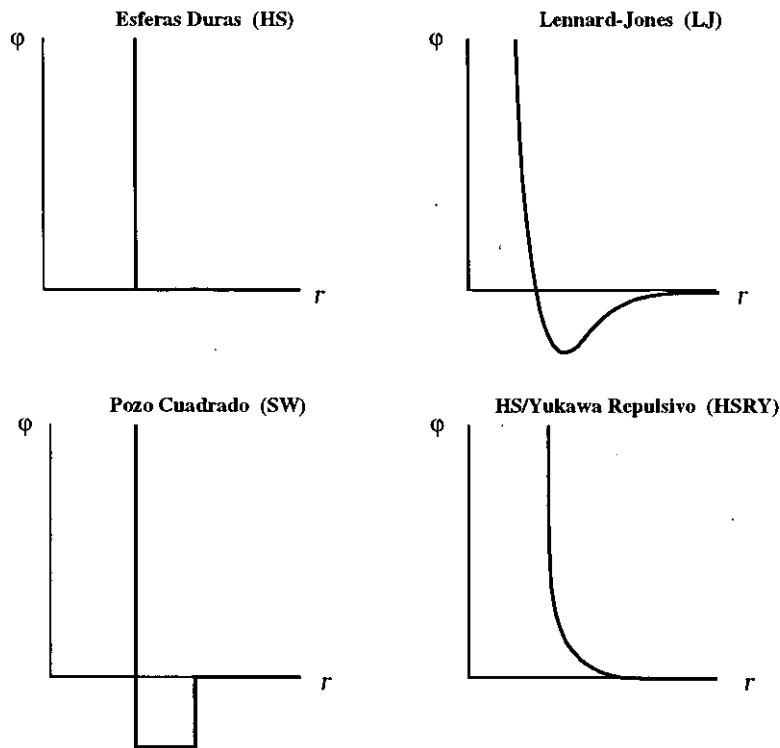 Esferas Duras (HS)
φ
r
Lennard-Jones (LJ)
φ
r
Pozo Cuadrado (SW)
φ
r
HS/Yukawa Repulsivo (HSRY)
φ
r